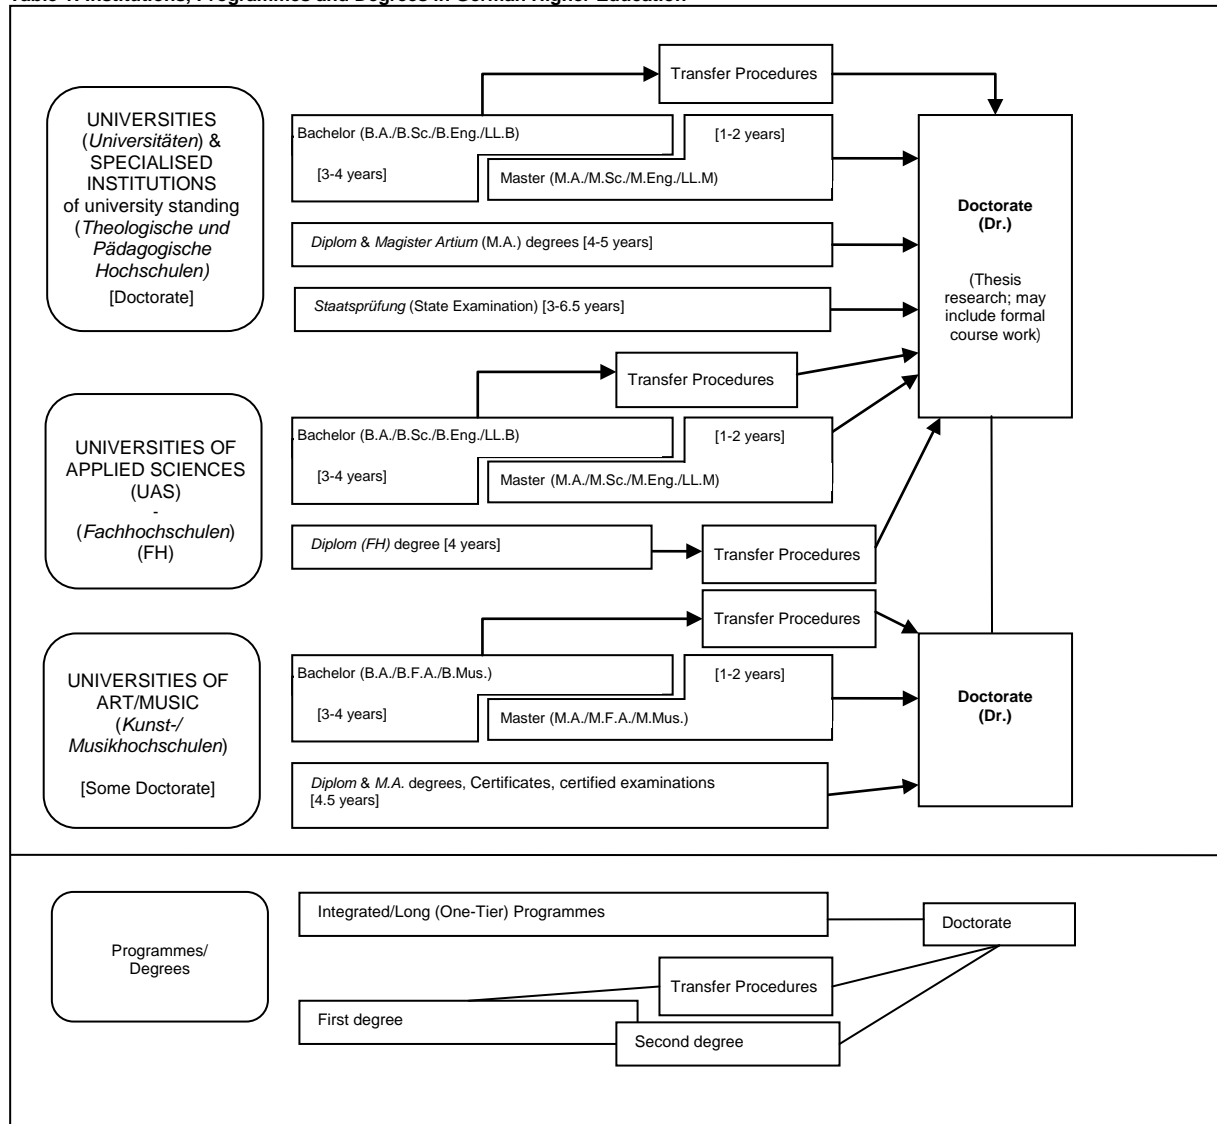 Table 1: Institutions, Programmes and Degrees in German Higher Education
Transfer Procedures
UNIVERSITIES
(Universitäten) &
SPECIALISED
INSTITUTIONS
of university standing
(Theologische und
Pädagogische
Hochschulen)
[Doctorate]
Bachelor (B.A./B.Sc./B.Eng./LL.B)
[3-4 years]
[1-2 years]
Master (M.A./M.Sc./M.Eng./LL.M)
Diplom & Magister Artium (M.A.) degrees [4-5 years]
Staatsprüfung (State Examination) [3-6.5 years]
Doctorate
(Dr.)
(Thesis
research; may
include formal
course work)
Transfer Procedures
UNIVERSITIES OF
APPLIED SCIENCES
(UAS)
-
(Fachhochschulen)
(FH)
Bachelor (B.A./B.Sc./B.Eng./LL.B)
[3-4 years]
[1-2 years]
Master (M.A./M.Sc./M.Eng./LL.M)
Diplom (FH) degree [4 years]
Transfer Procedures
Transfer Procedures
UNIVERSITIES OF
ART/MUSIC
(Kunst-/
Musikhochschulen)
[Some Doctorate]
Bachelor (B.A./B.F.A./B.Mus.)
[3-4 years]
[1-2 years]
Master (M.A./M.F.A./M.Mus.)
Diplom & M.A. degrees, Certificates, certified examinations
[4.5 years]
Doctorate
(Dr.)
Programmes/
Degrees
Integrated/Long (One-Tier) Programmes
Doctorate
Transfer Procedures
First degree
Second degree